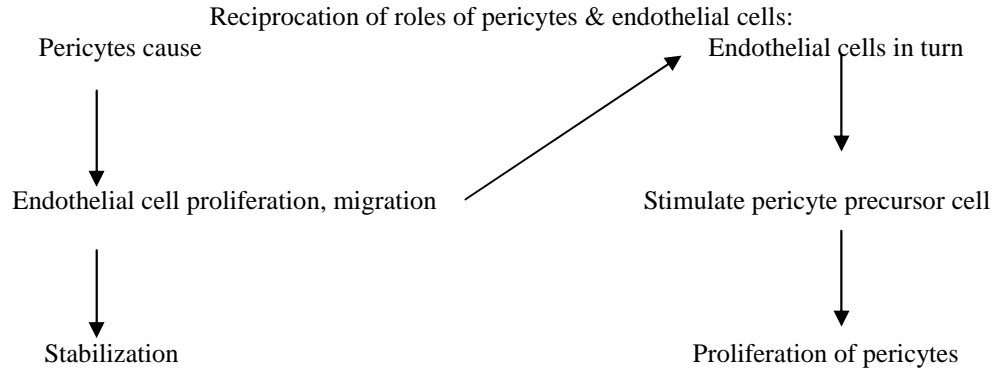 Reciprocation of roles of pericytes & endothelial cells:
Pericytes cause
Endothelial cells in turn
Endothelial cell proliferation, migration
Stimulate pericyte precursor cell
Stabilization
Proliferation of pericytes